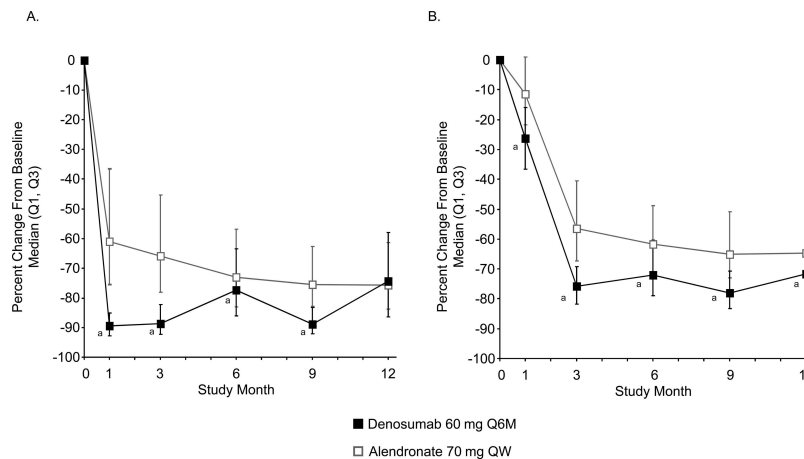 A.
B.
0
-10
-20
-30
-40
-50
-60
-70
-80
-90
-100
Percent Change From Baseline
Median (Q1, Q3)
a
a
a
a
0 1 3 6 9 12
Study Month
0
-10
-20
-30
-40
-50
-60
-70
-80
-90
-100
Percent Change From Baseline
Median (Q1, Q3)
a
a
a
a
a
0 1 3 6 9
Study Month
Denosumab 60 mg Q6M
Alendronate 70 mg QW